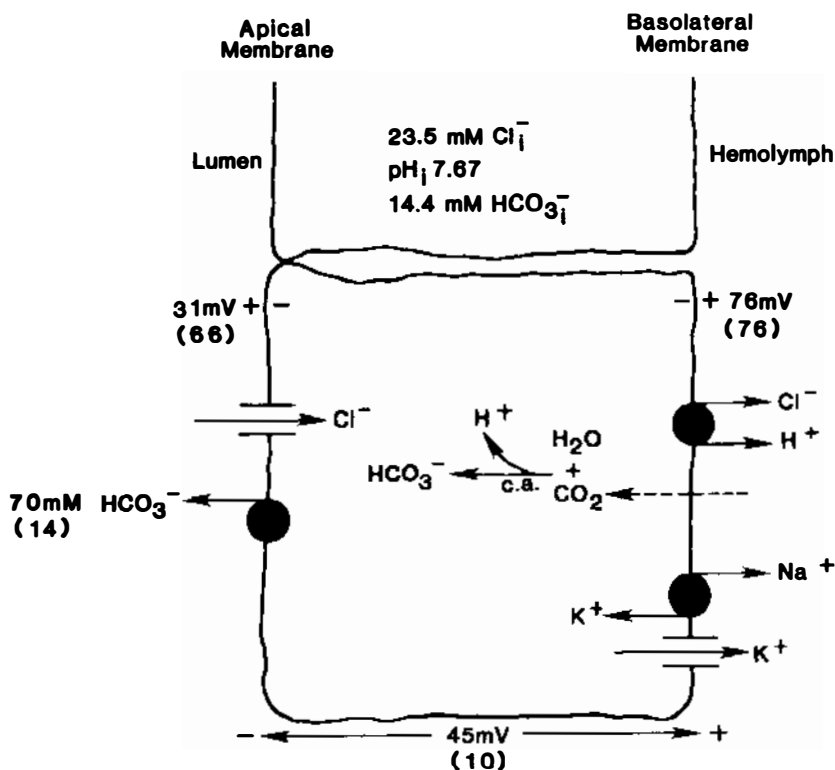 Apical
Membrane
Basolateral
Membrane
Lumen
23.5 mM Cl⁻ᵢ
pHᵢ 7.67
14.4 mM HCO₃⁻ᵢ
Hemolymph
31mV + -
(66)
- + 76mV
(76)
Cl⁻
Cl⁻
H⁺
H⁺
H₂O
+
HCO₃⁻
c.a.
CO₂
70mM HCO₃⁻
(14)
Na⁺
K⁺
K⁺
- 45mV +
(10)